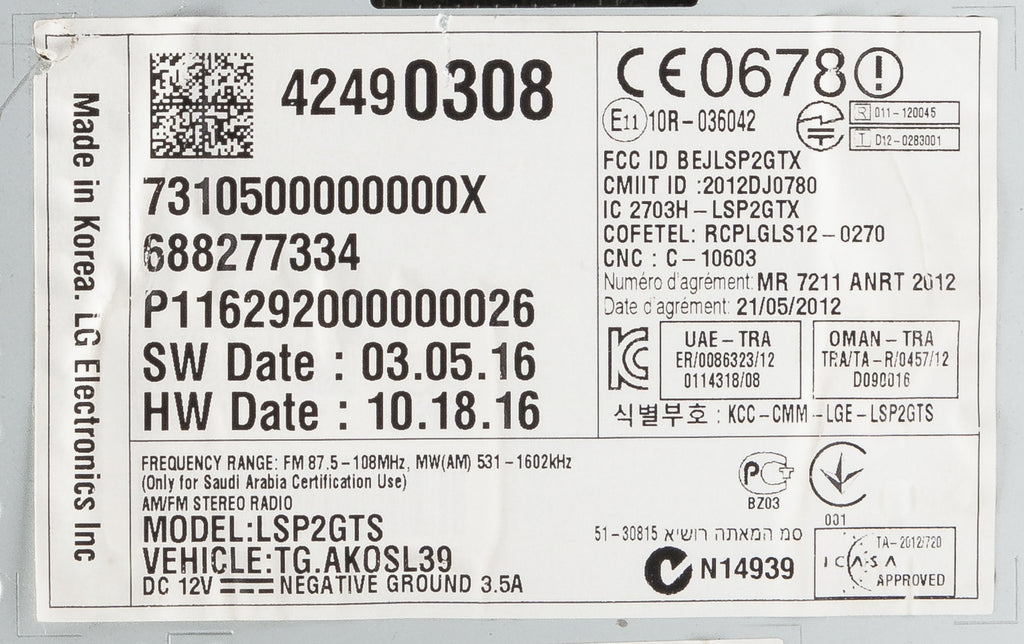 Made in Korea. LG Electronics Inc
42490308
7310500000000X
688277334
P116292000000026
SW Date : 03.05.16
HW Date : 10.18.16
CE0678
E11 10R-036042
R 011-120045
T D12-0283001
FCC ID BEJLSP2GTX
CMIIT ID :2012DJ0780
IC 2703H-LSP2GTX
COFETEL: RCPLGLS12-0270
CNC : C-10603
Numéro d'agrément: MR 7211 ANRT 2012
Date d'agrément: 21/05/2012
UAE-TRA
ER/0086323/12
0114318/08
OMAN-TRA
TRA/TA-R/0457/12
D090016
식별부호 : KCC-CMM-LGE-LSP2GTS
FREQUENCY RANGE: FM 87.5-108MHz, MW(AM) 531-1602kHz
(Only for Saudi Arabia Certification Use)
AM/FM STEREO RADIO
MODEL:LSP2GTS
VEHICLE:TG.AKOSL39
DC 12V NEGATIVE GROUND 3.5A
BZ03
001
51-30815 סמ המאתה רושיא
N14939
TA-2012/720
ICASA
APPROVED